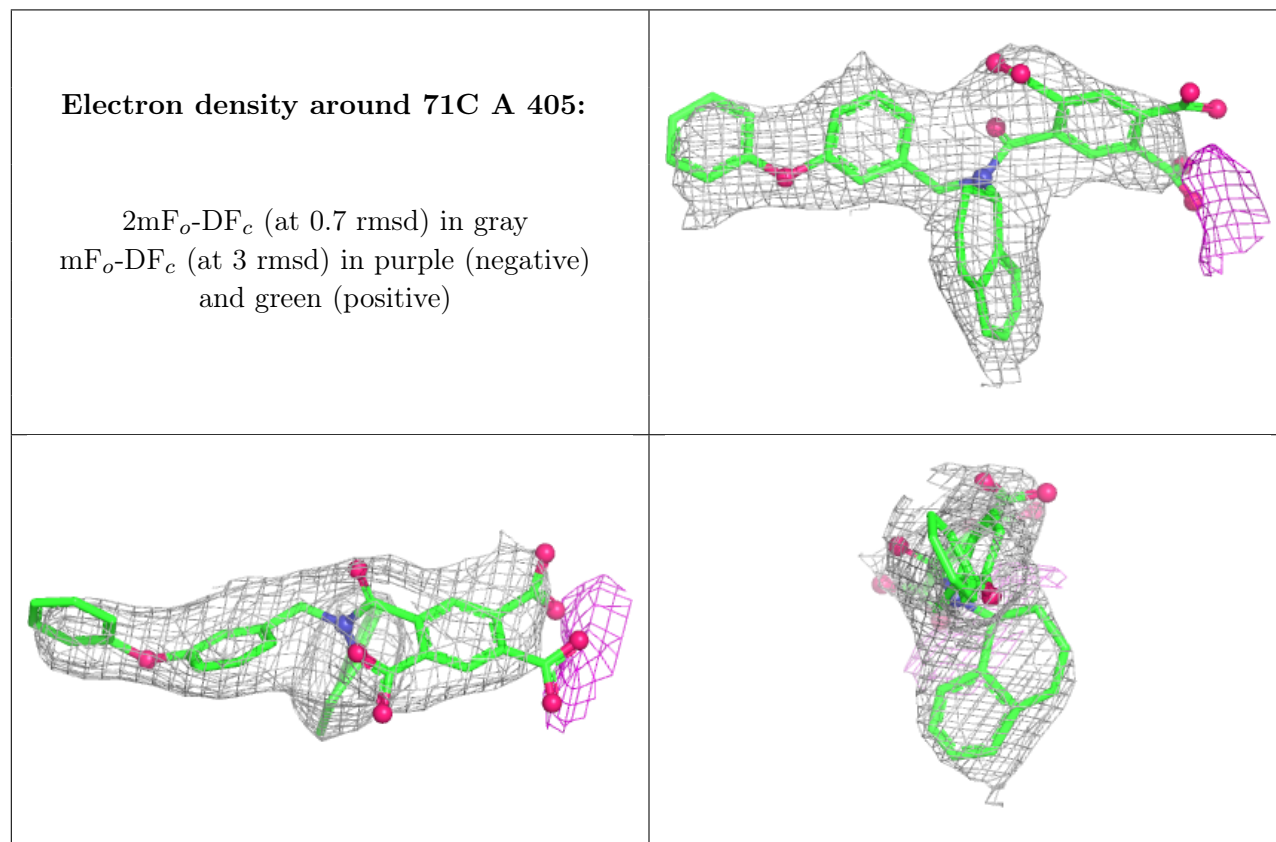 Electron density around 71C A 405:
2mFo-DFc (at 0.7 rmsd) in gray
mFo-DFc (at 3 rmsd) in purple (negative)
and green (positive)